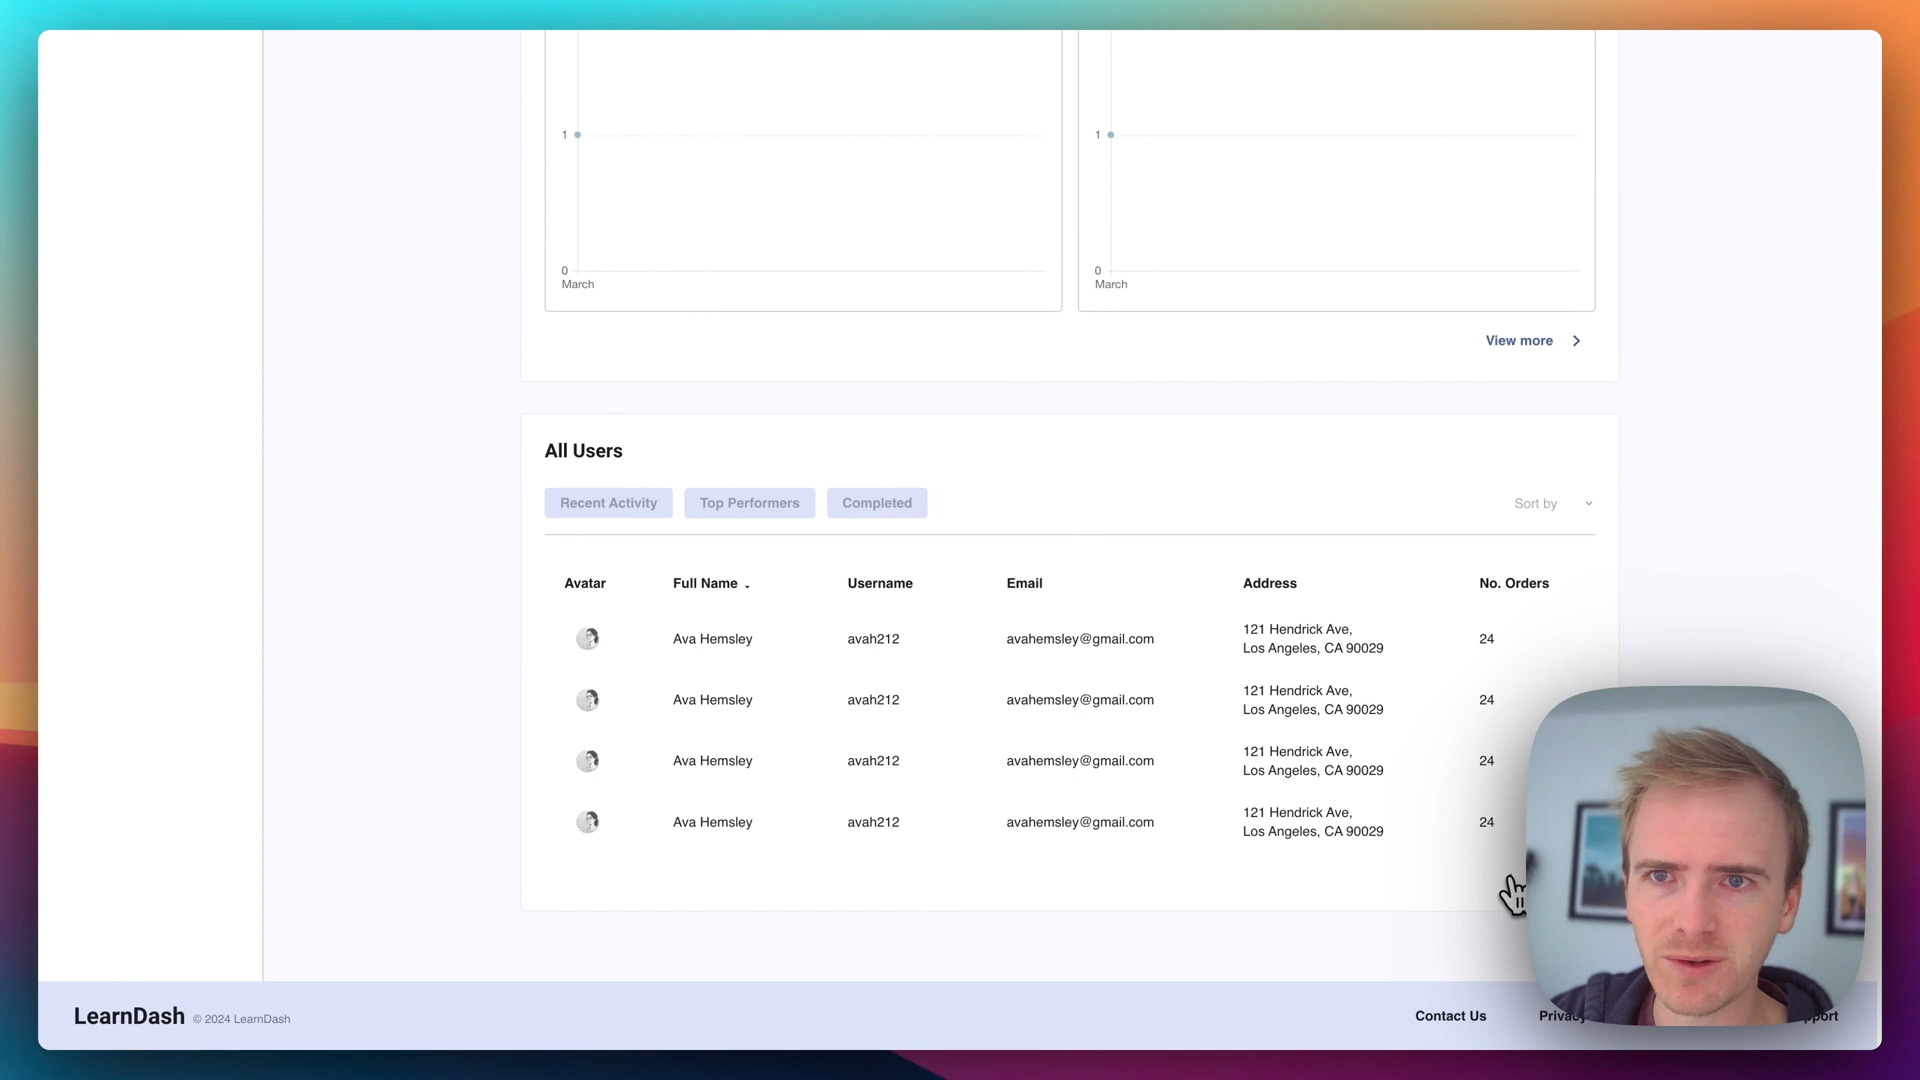 1
0
March
1
0
March
View more
All Users
Recent Activity
Top Performers
Completed
Sort by
Avatar
Full Name
Username
Email
Address
No. Orders
Ava Hemsley
avah212
avahemsley@gmail.com
121 Hendrick Ave,
Los Angeles, CA 90029
24
Ava Hemsley
avah212
avahemsley@gmail.com
121 Hendrick Ave,
Los Angeles, CA 90029
24
Ava Hemsley
avah212
avahemsley@gmail.com
121 Hendrick Ave,
Los Angeles, CA 90029
24
Ava Hemsley
avah212
avahemsley@gmail.com
121 Hendrick Ave,
Los Angeles, CA 90029
24
LearnDash
© 2024 LearnDash
Contact Us